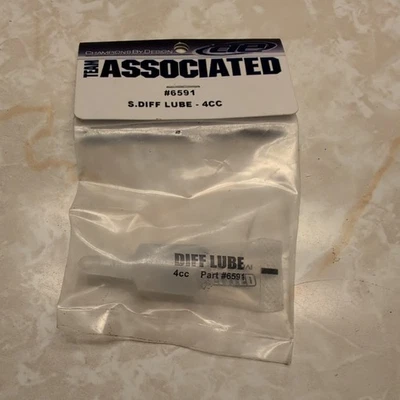 CHAMPIONS BY DESIGN
TEAM ASSOCIATED
#6591
S.DIFF LUBE - 4CC
DIFF LUBE
4cc Part #6591